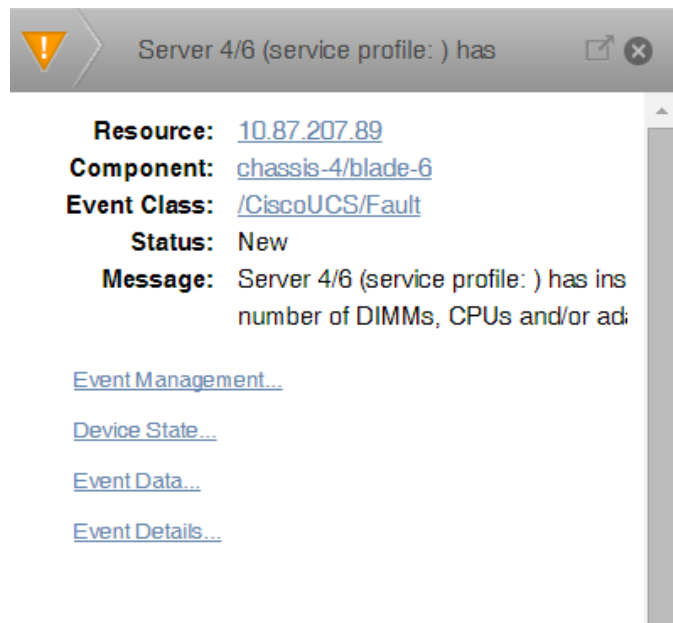 Server 4/6 (service profile: ) has
Resource: 10.87.207.89
Component: chassis-4/blade-6
Event Class: /CiscoUCS/Fault
Status: New
Message: Server 4/6 (service profile: ) has ins
number of DIMMs, CPUs and/or
Event Management...
Device State...
Event Data...
Event Details...